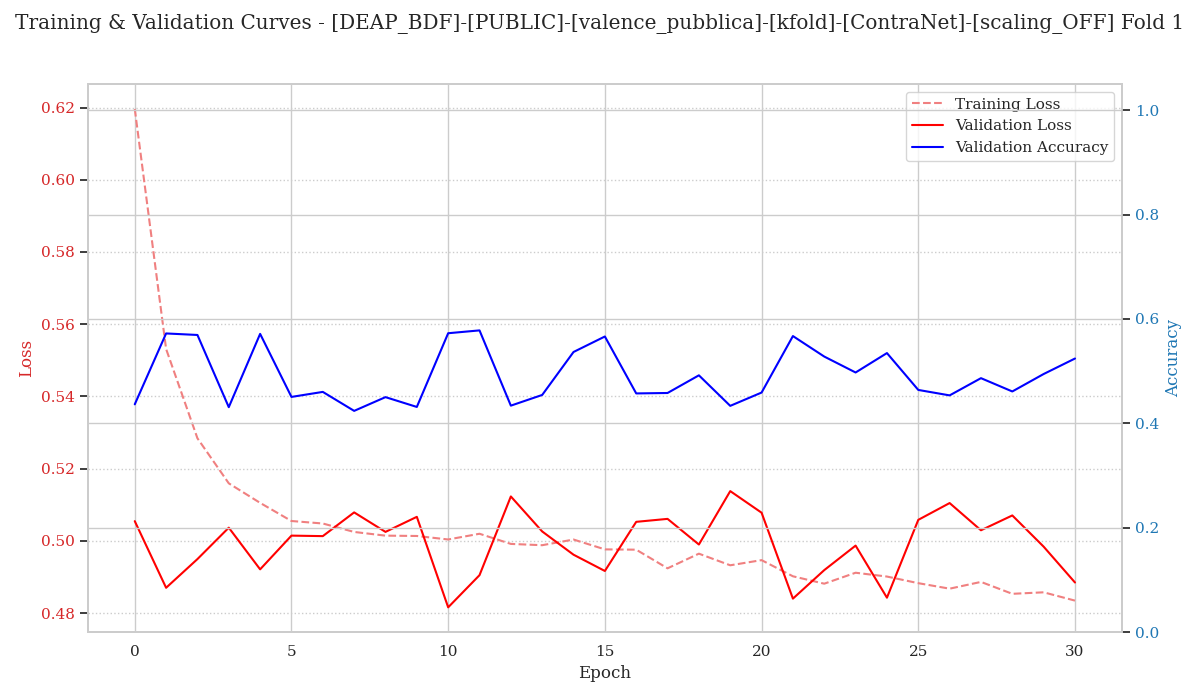 Training & Validation Curves - [DEAP_BDF]-[PUBLIC]-[valence_pubblica]-[kfold]-[ContraNet]-[scaling_OFF] Fold 1
Training Loss
Validation Loss
Validation Accuracy
0.62
0.60
0.58
0.56
0.54
0.52
0.50
0.48
Loss
1.0
0.8
0.6
0.4
0.2
0.0
Accuracy
0 5 10 15 20 25 30
Epoch